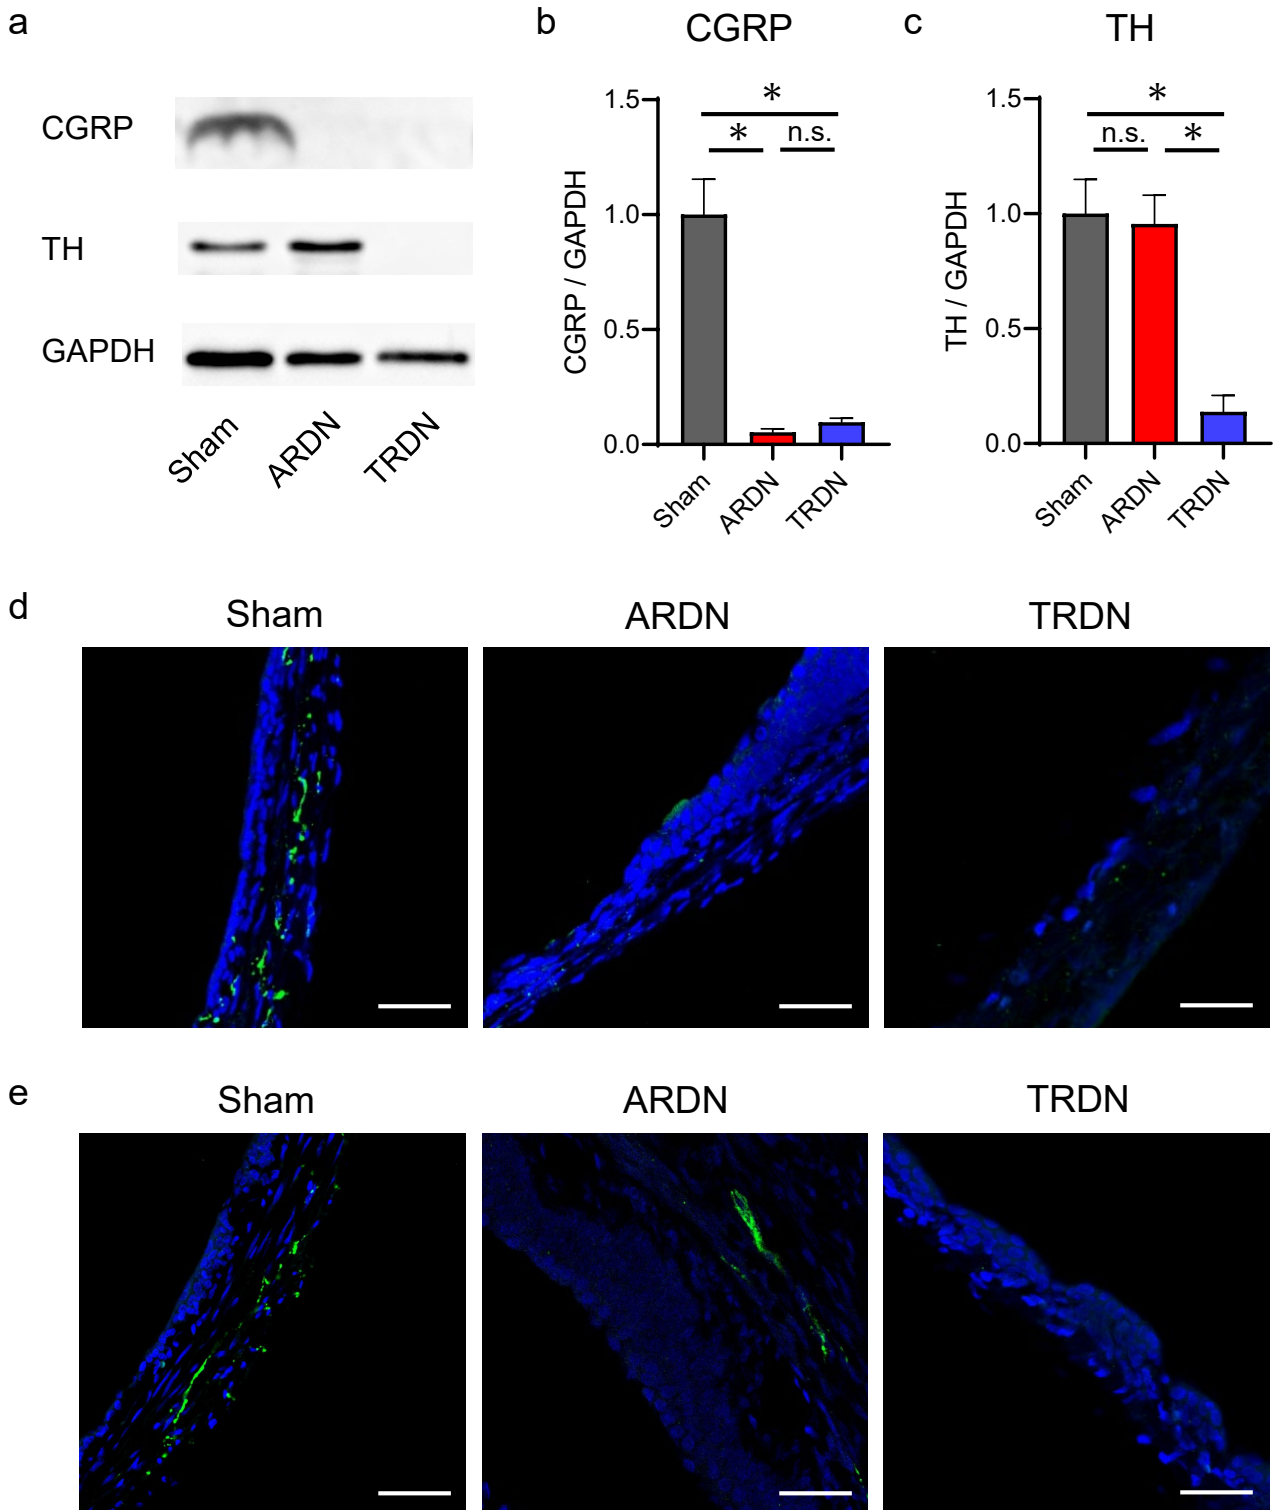 a
CGRP
TH
GAPDH
Sham
ARDN
TRDN
b
CGRP
CGRP / GAPDH
1.5
1.0
0.5
0.0
*
*
n.s.
Sham
ARDN
TRDN
c
TH
TH / GAPDH
1.5
1.0
0.5
0.0
*
n.s.
*
Sham
ARDN
TRDN
d
Sham
ARDN
TRDN
e
Sham
ARDN
TRDN